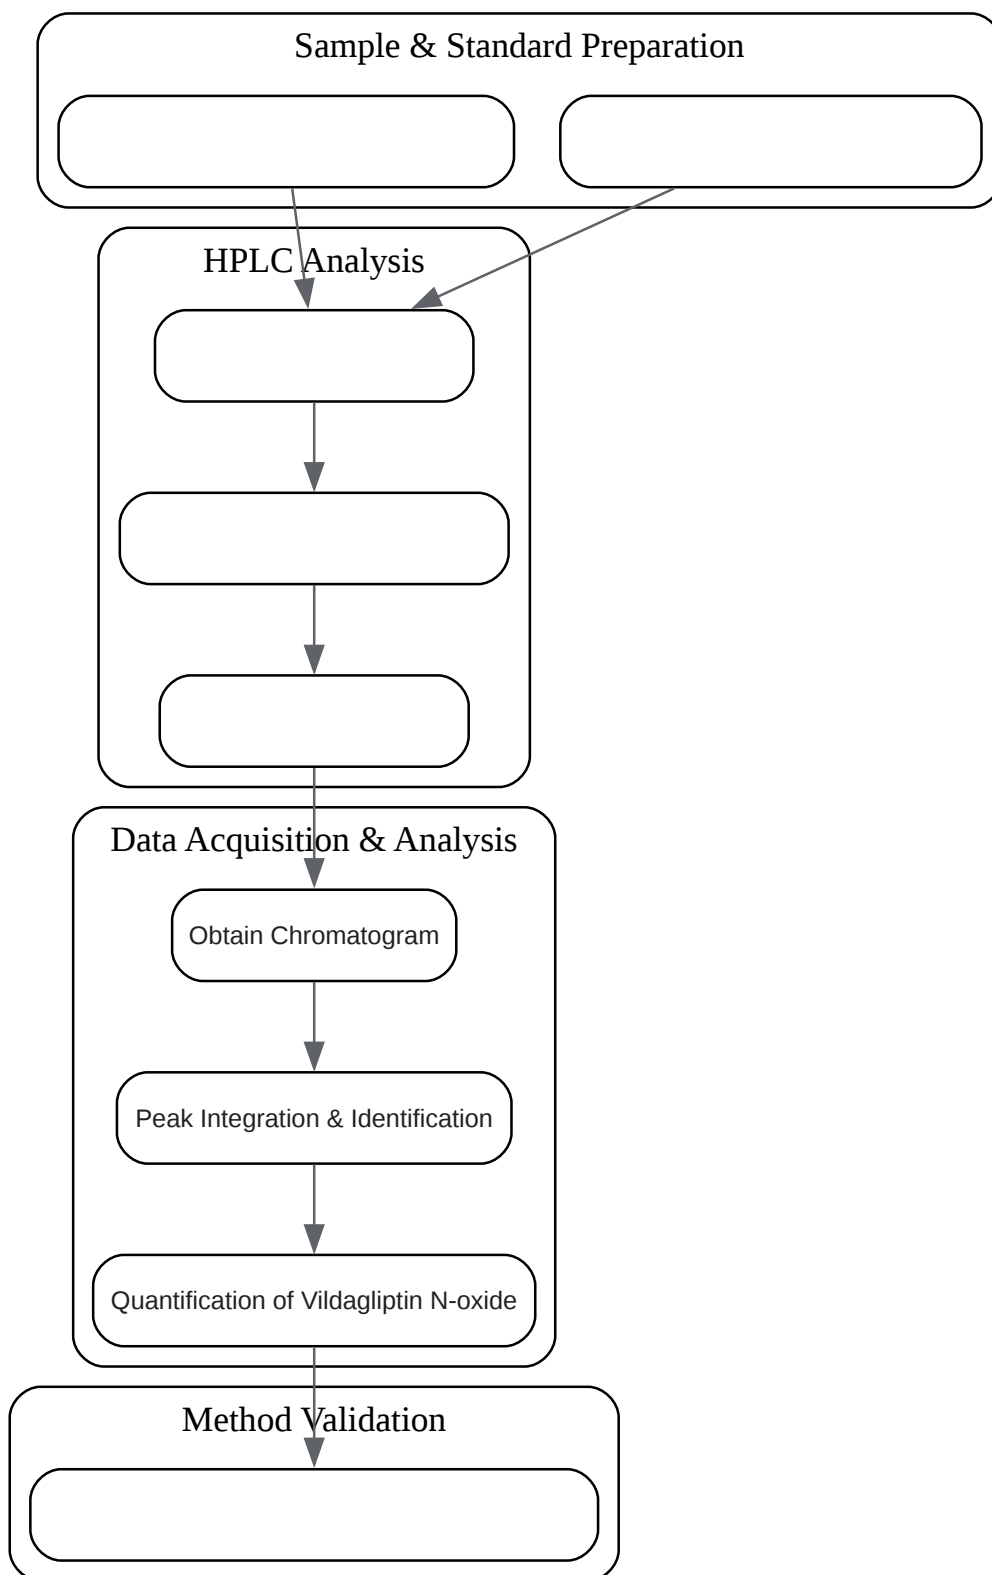 Sample & Standard Preparation
HPLC Analysis
Data Acquisition & Analysis
Obtain Chromatogram
Peak Integration & Identification
Quantification of Vildagliptin N-oxide
Method Validation